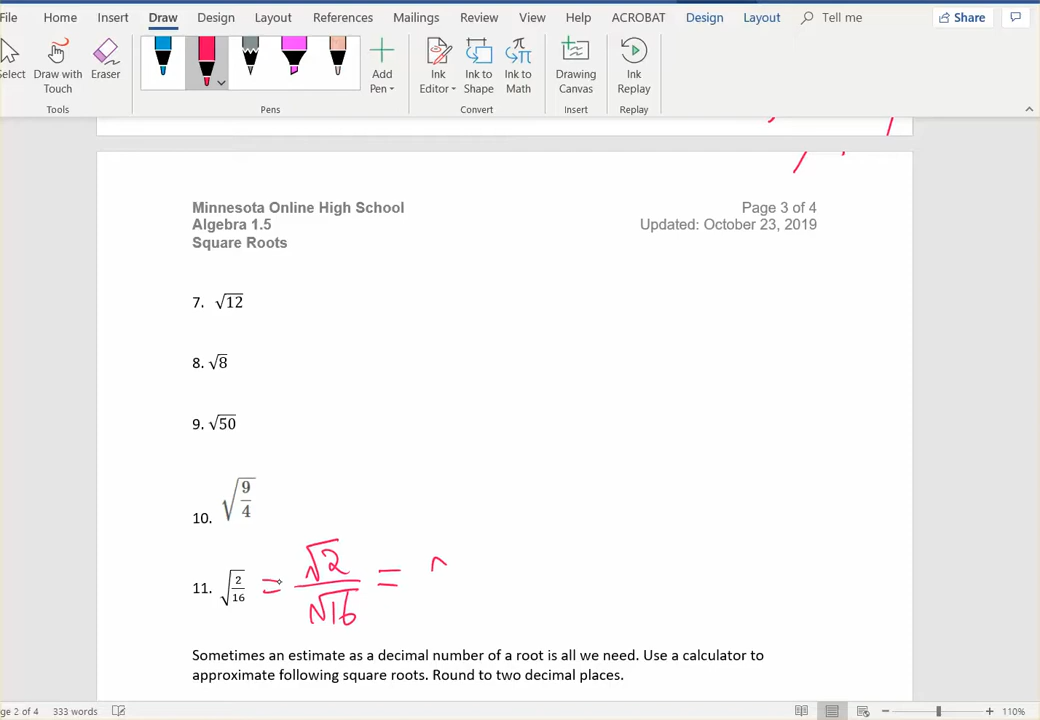 File Home Insert Draw Design Layout References Mailings Review View Help ACROBAT Design Layout Tell me Share
Select Draw with Touch Eraser Add Pen Ink Editor Ink to Shape Ink to Math Drawing Canvas Ink Replay
Tools Pens Convert Insert Replay
Minnesota Online High School Page 3 of 4
Algebra 1.5 Updated: October 23, 2019
Square Roots
7. √12
8. √8
9. √50
10. √(9/4)
11. √(2/16) = √2/√16 =
Sometimes an estimate as a decimal number of a root is all we need. Use a calculator to
approximate following square roots. Round to two decimal places.
age 2 of 4 333 words 110%